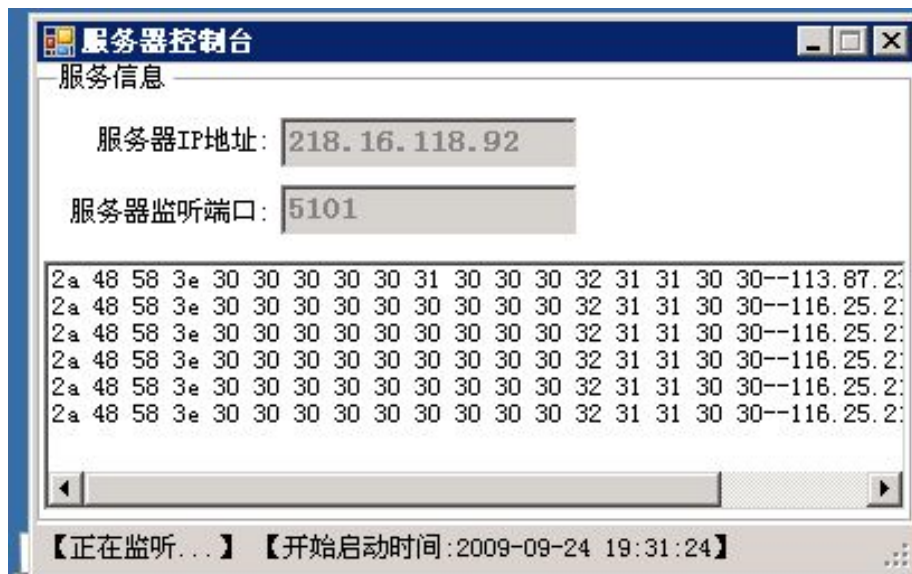 服务器控制台
服务信息
服务器IP地址: 218.16.118.92
服务器监听端口: 5101
2a 48 58 3e 30 30 30 30 30 31 30 30 30 32 31 31 30 30--113.87.2
2a 48 58 3e 30 30 30 30 30 30 30 30 30 32 31 31 30 30--116.25.2
2a 48 58 3e 30 30 30 30 30 30 30 30 30 32 31 31 30 30--116.25.2
2a 48 58 3e 30 30 30 30 30 30 30 30 30 32 31 31 30 30--116.25.2
2a 48 58 3e 30 30 30 30 30 30 30 30 30 32 31 31 30 30--116.25.2
2a 48 58 3e 30 30 30 30 30 30 30 30 30 32 31 31 30 30--116.25.2
【正在监听...】 【开始启动时间:2009-09-24 19:31:24】